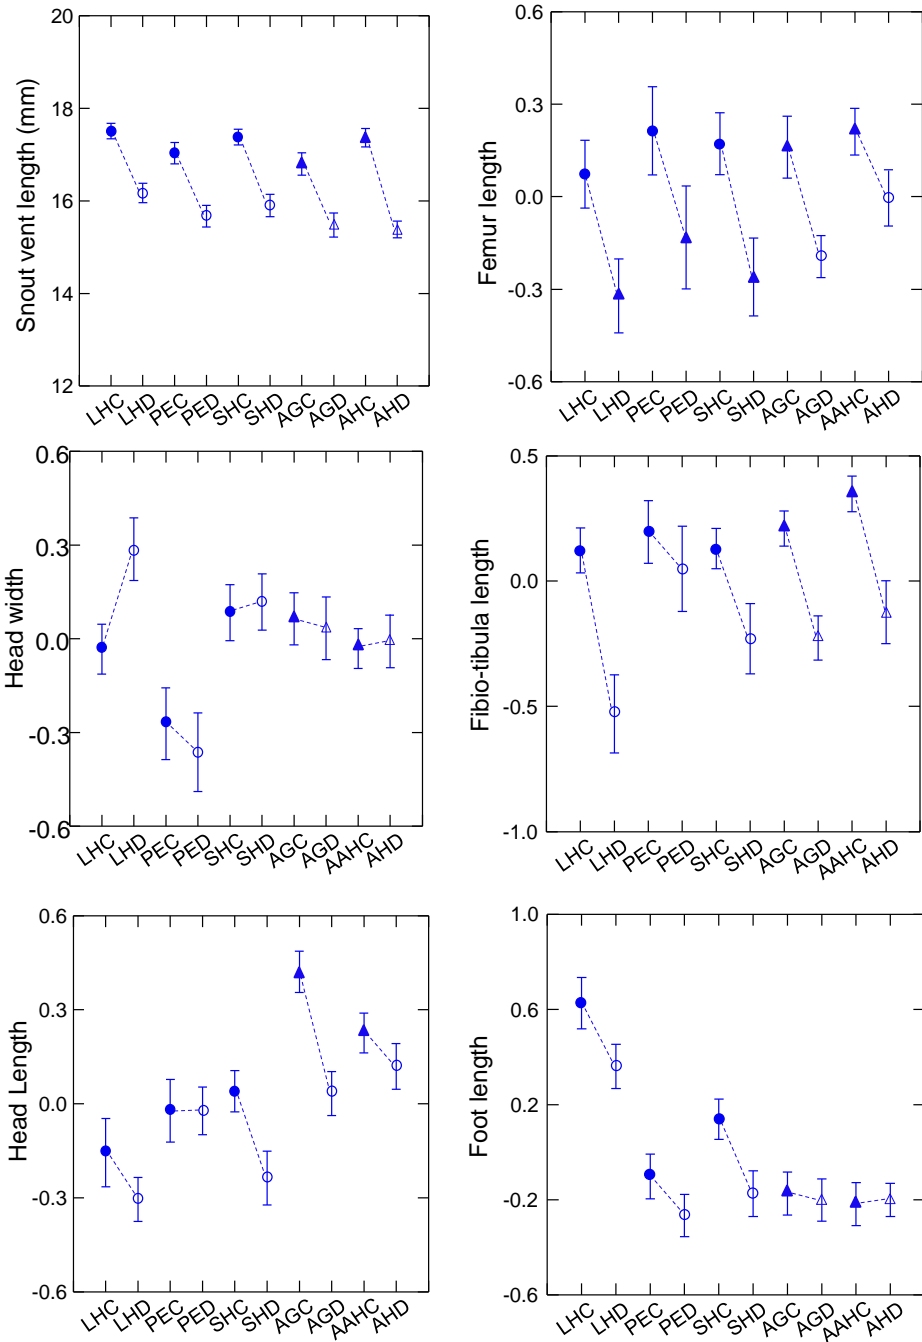 Snout vent length (mm)
20
18
16
14
12
LHC LHD PEC PED SHC SHD AGC AGD AHC AHD
Femur length
0.6
0.3
0.0
-0.3
-0.6
LHC LHD PEC PED SHC SHD AGC AGD AAHC AHD
Head width
0.6
0.3
0.0
-0.3
-0.6
LHC LHD PEC PED SHC SHD AGC AGD AAHC AHD
Fibio-tibula length
0.5
0.0
-0.5
-1.0
LHC LHD PEC PED SHC SHD AGC AGD AAHC AHD
Head Length
0.6
0.3
0.0
-0.3
-0.6
LHC LHD PEC PED SHC SHD AGC AGD AAHC AHD
Foot length
1.0
0.6
0.2
-0.2
-0.6
LHC LHD PEC PED SHC SHD AGC AGD AAHC AHD